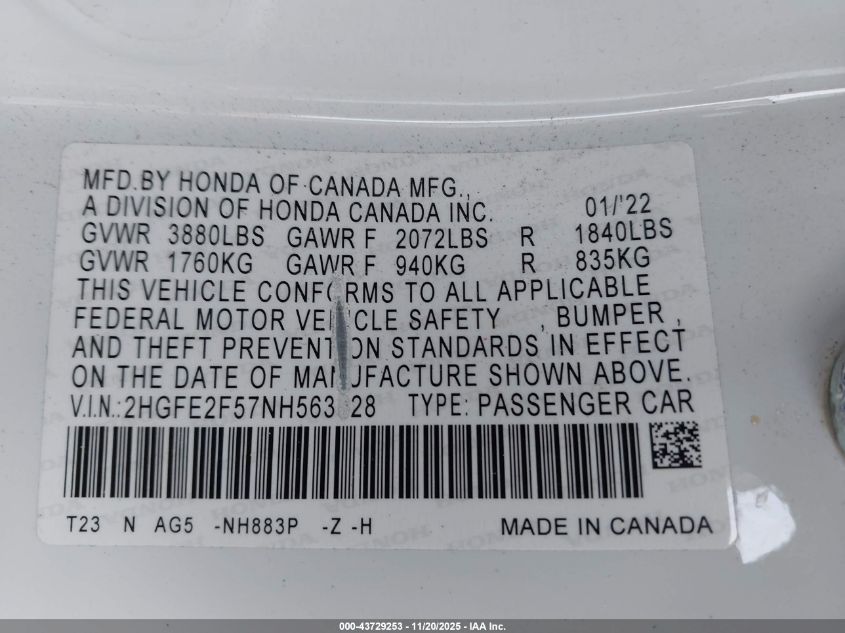 MFD.BY HONDA OF CANADA MFG.,
A DIVISION OF HONDA CANADA INC. 01/'22
GVWR 3880LBS GAWR F 2072LBS R 1840LBS
GVWR 1760KG GAWR F 940KG R 835KG
THIS VEHICLE CONFORMS TO ALL APPLICABLE
FEDERAL MOTOR VEHICLE SAFETY , BUMPER ,
AND THEFT PREVENTION STANDARDS IN EFFECT
ON THE DATE OF MANUFACTURE SHOWN ABOVE.
V.I.N.: TYPE: PASSENGER CAR
T23 N AG5 -NH883P -Z -H MADE IN CANADA
000-43729253 - 11/20/2025 - IAA Inc.